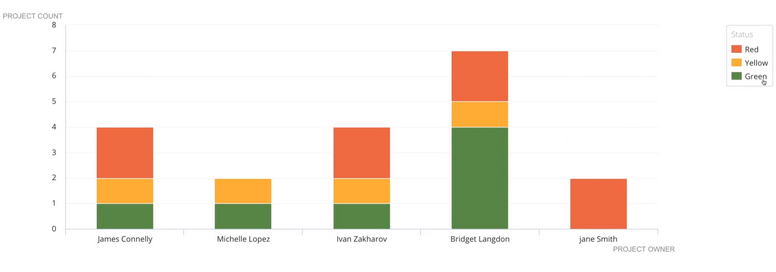 PROJECT COUNT
8
7
6
5
4
3
2
1
0
James Connelly
Michelle Lopez
Ivan Zakharov
Bridget Langdon
jane Smith
PROJECT OWNER
Status
Red
Yellow
Green